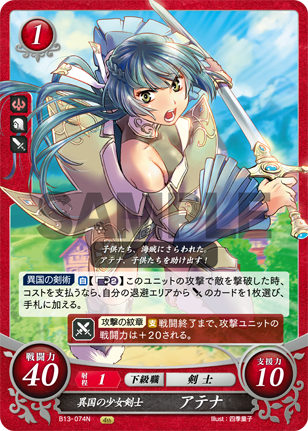 1
SAMPLE
子供たち、海賊にさらわれた。
アテナ、子供たちを助け出す!
異国の剣術 自 【 2】このユニットの攻撃で敵を撃破した時、
コストを支払うなら、自分の退避エリアから のカードを1枚選び、
手札に加える。
攻撃の紋章 支 戦闘終了まで、攻撃ユニットの
戦闘力は+20される。
戦闘力
40
射程 1 下級職 剣士
支援力
10
異国の少女剣士 アテナ
B13-074N
Illust:四季童子